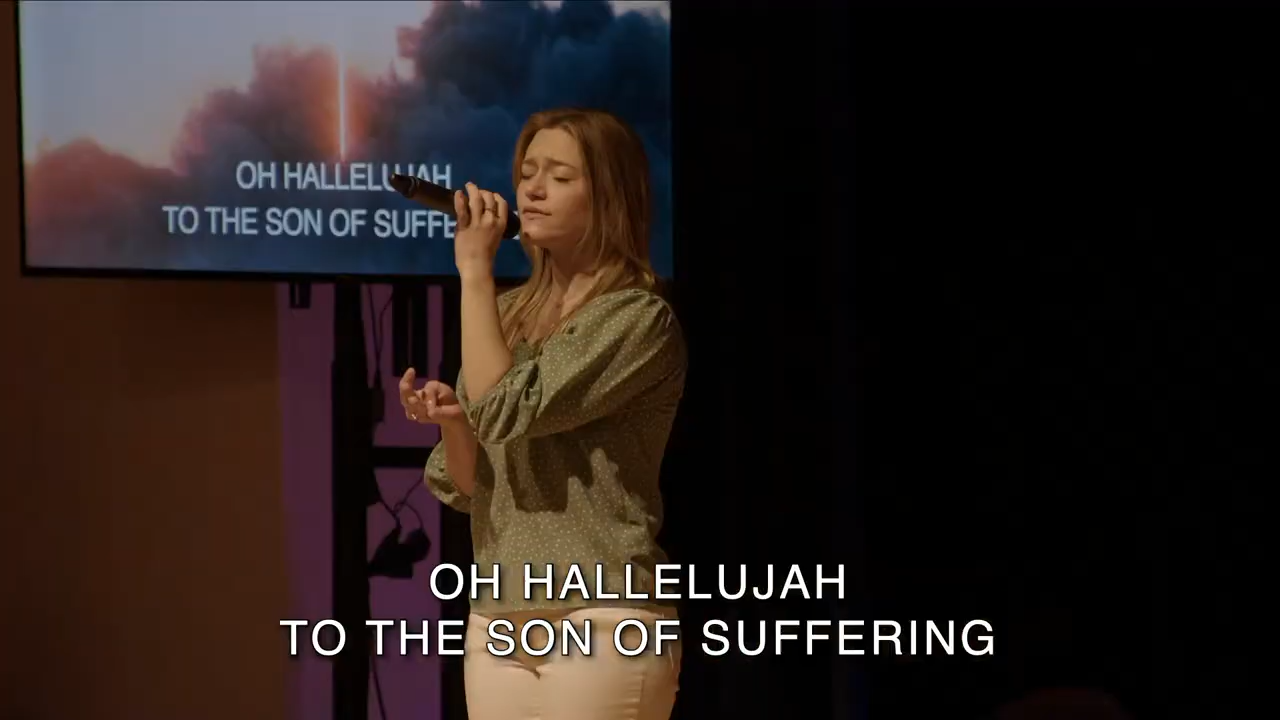 OH HALLELUJAH
TO THE SON OF SUFFE
OH HALLELUJAH
TO THE SON OF SUFFERING